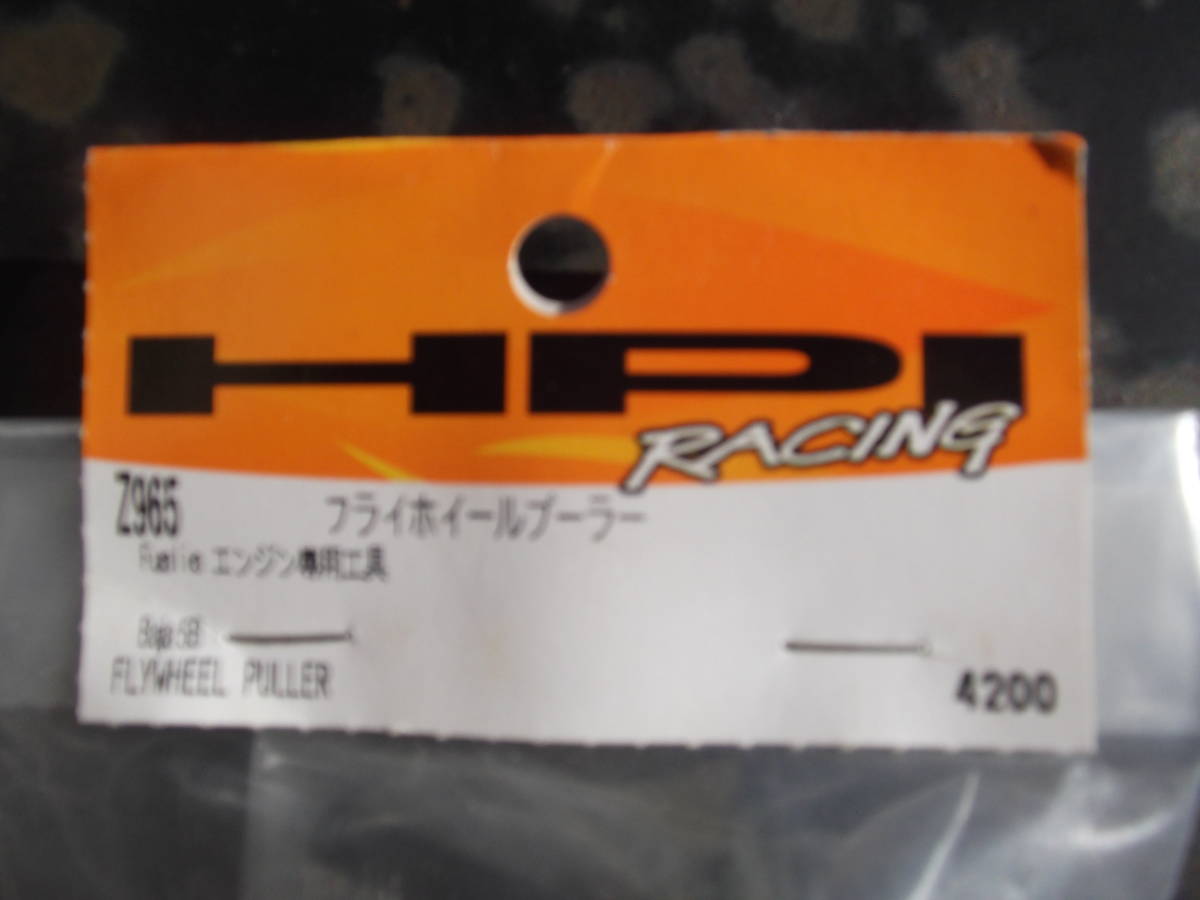 HPI
RACING
Z965 フライホイールプーラー
Fuelie エンジン専用工具
Baja 5B
FLYWHEEL PULLER
4200